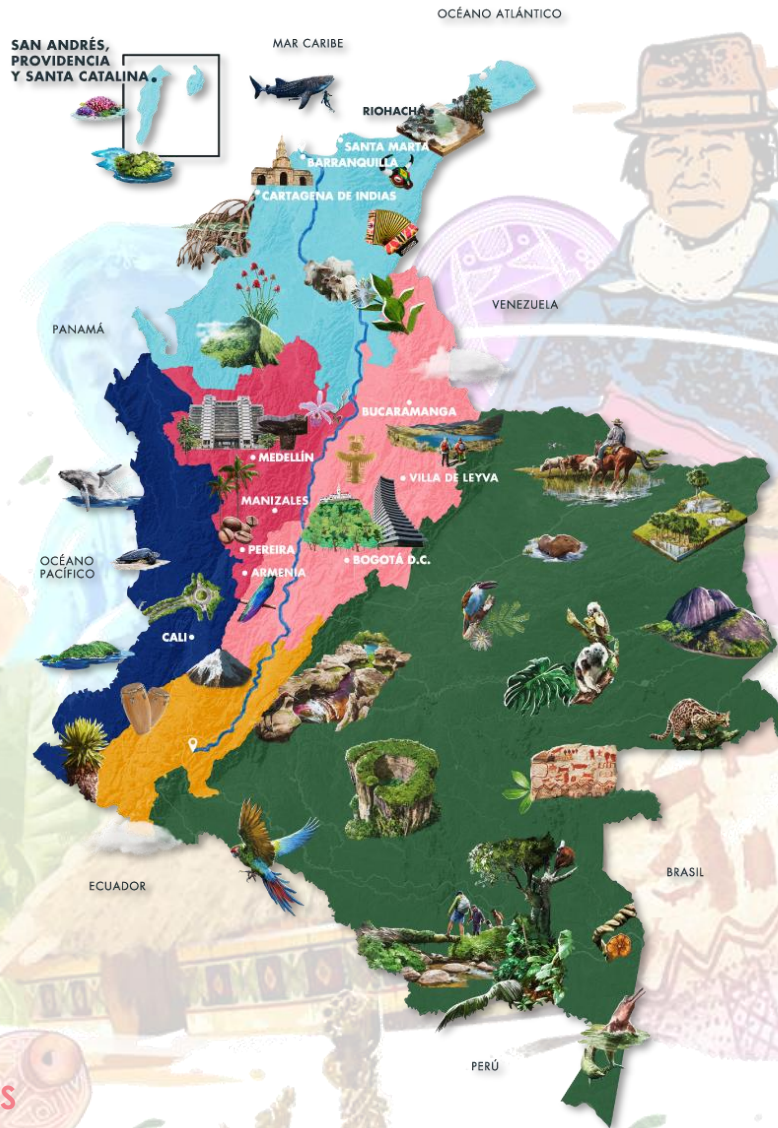 OCÉANO ATLÁNTICO
MAR CARIBE
SAN ANDRÉS,
PROVIDENCIA
Y SANTA CATALINA
RIOHACHA
SANTA MARTA
BARRANQUILLA
CARTAGENA DE INDIAS
VENEZUELA
PANAMÁ
BUCARAMANGA
MEDELLÍN
VILLA DE LEYVA
MANIZALES
PEREIRA
BOGOTÁ D.C.
OCÉANO
PACÍFICO
ARMENIA
CALI
ECUADOR
BRASIL
PERÚ
S